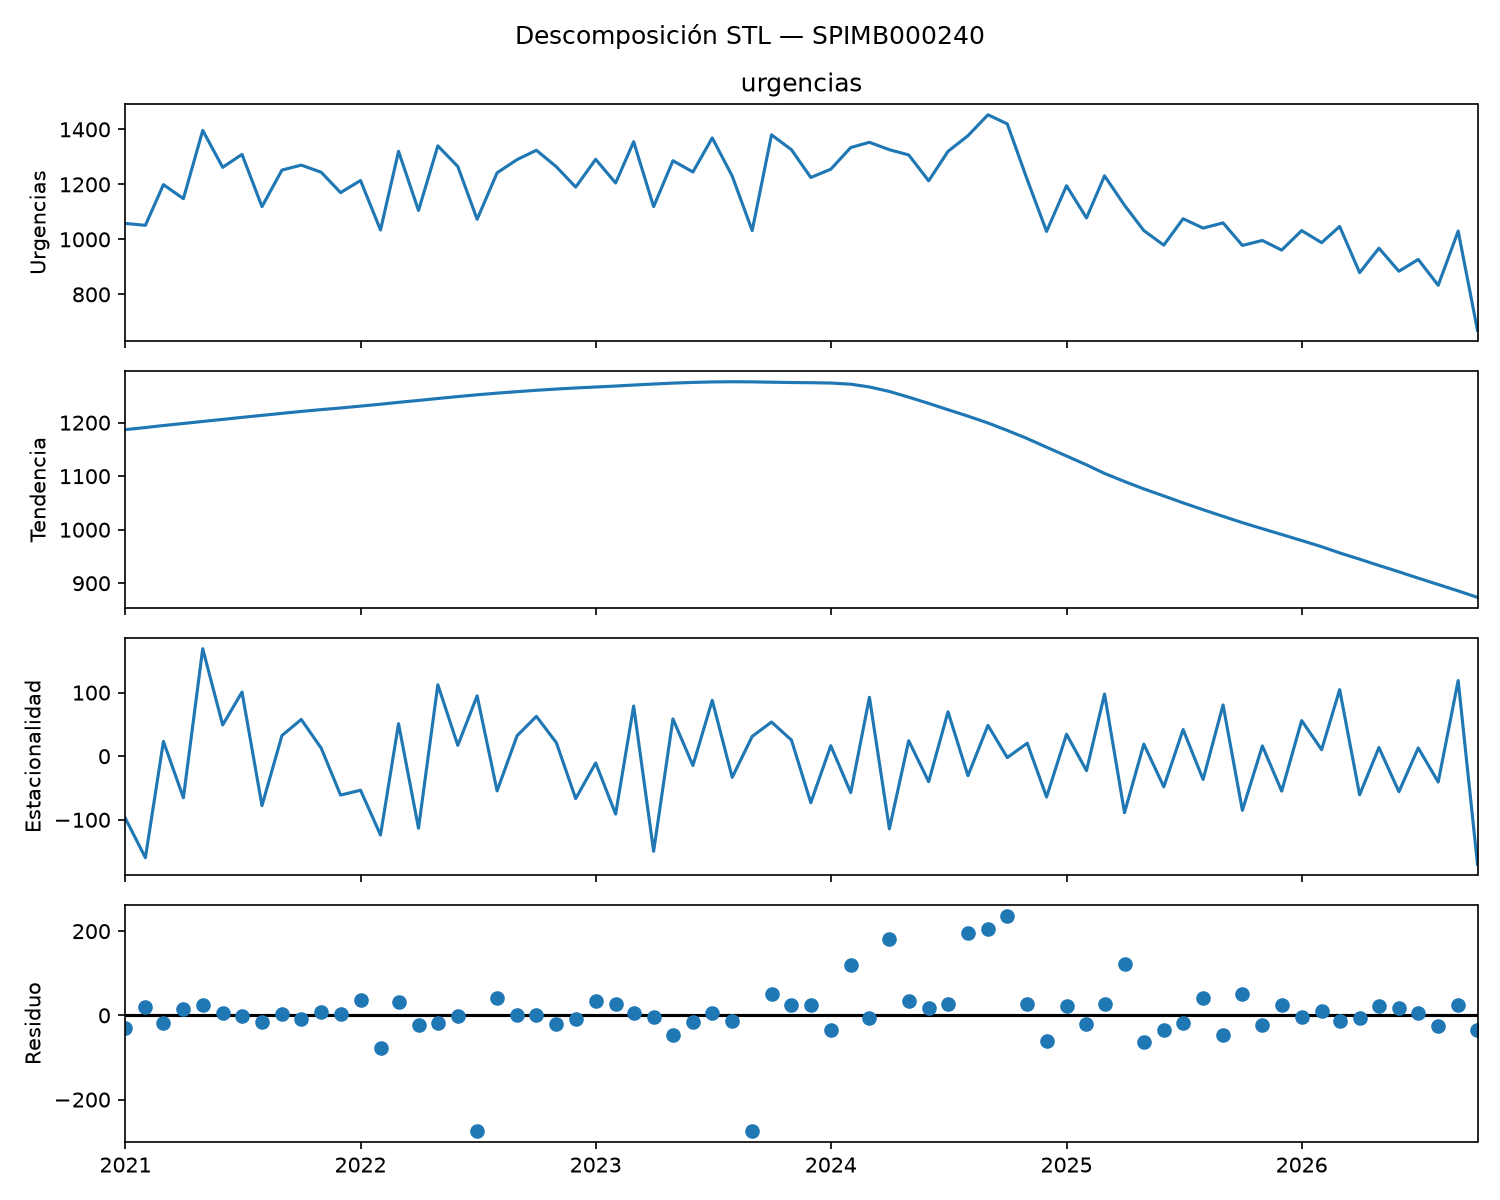 Descomposición STL — SPIMB000240
urgencias
Urgencias
1400
1200
1000
800
Tendencia
1200
1100
1000
900
Estacionalidad
100
0
−100
Residuo
200
0
−200
2021 2022 2023 2024 2025 2026